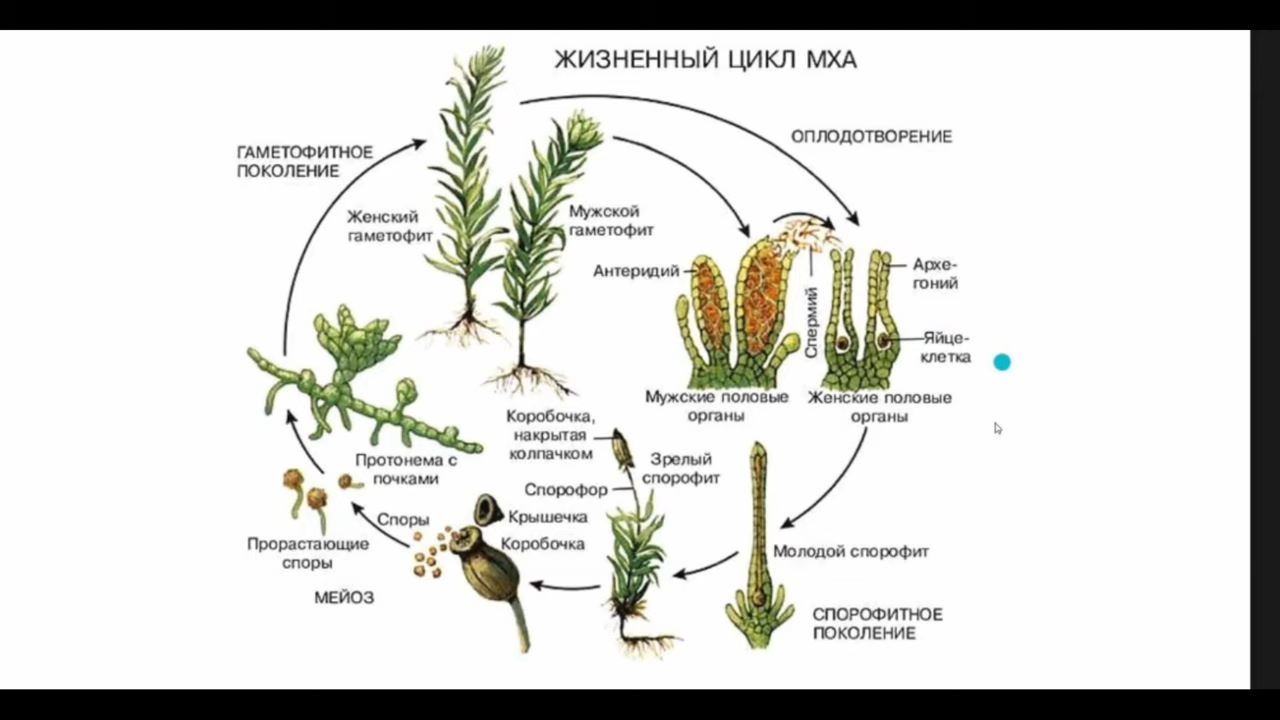 ЖИЗНЕННЫЙ ЦИКЛ МХА
ГАМЕТОФИТНОЕ
ПОКОЛЕНИЕ
ОПЛОДОТВОРЕНИЕ
Женский
гаметофит
Мужской
гаметофит
Антеридий
Спермий
Архе-
гоний
Яйце-
клетка
Мужские половые
органы
Женские половые
органы
Коробочка,
накрытая
колпачком
Зрелый
спорофит
Спорофор
Протонема с
почками
Споры
Крышечка
Коробочка
Прорастающие
споры
Молодой спорофит
МЕЙОЗ
СПОРОФИТНОЕ
ПОКОЛЕНИЕ